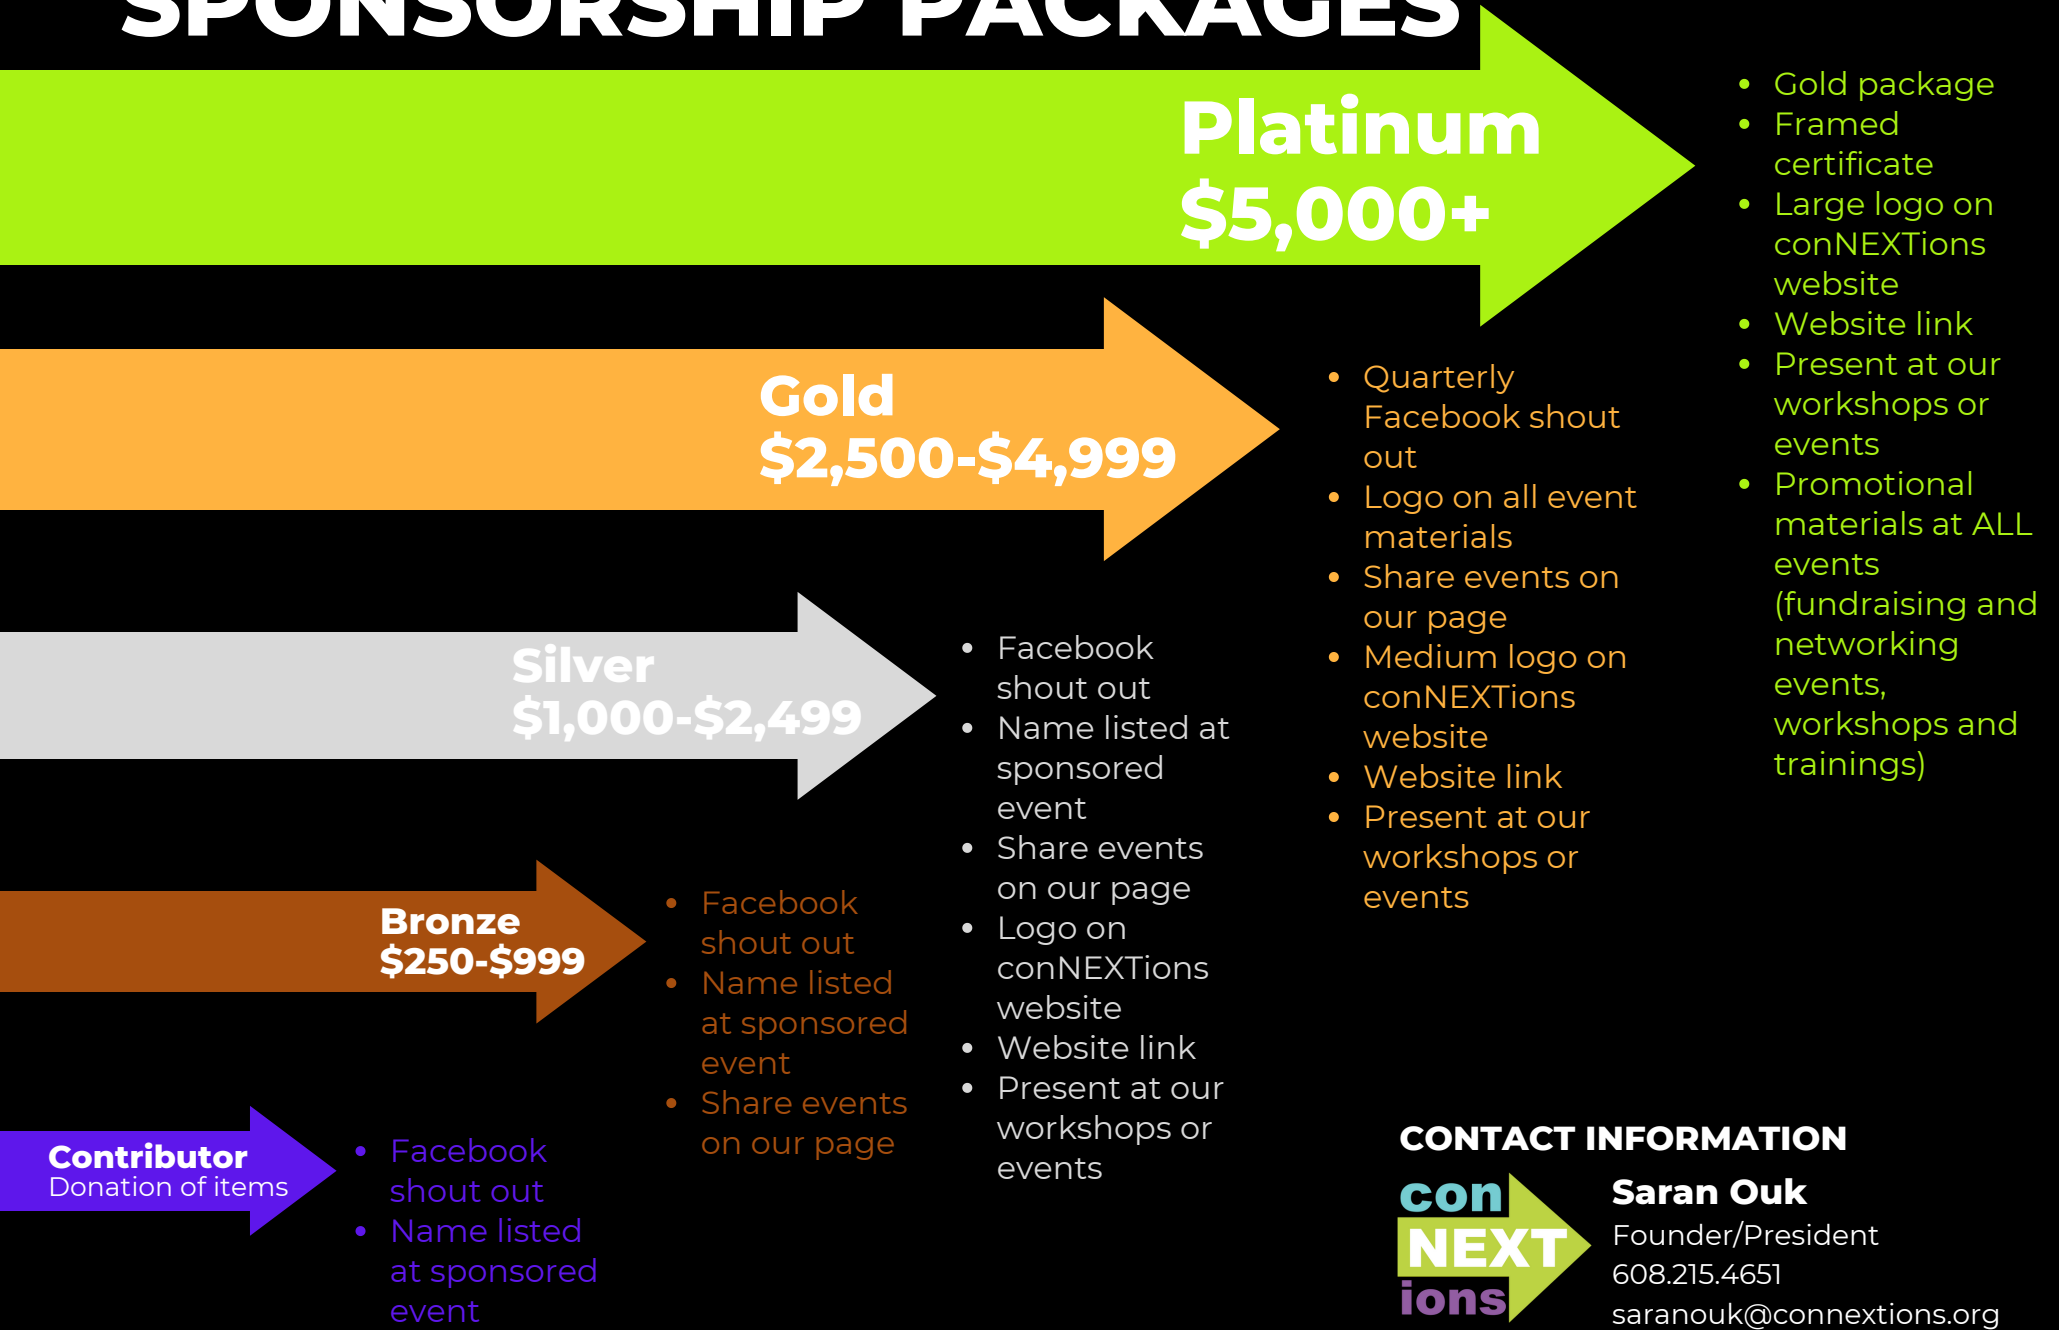 SPONSORSHIP PACKAGES
Platinum
$5,000+
• Gold package
• Framed
certificate
• Large logo on
conNEXTions
website
• Website link
• Present at our
workshops or
events
• Promotional
materials at ALL
events
(fundraising and
networking
events,
workshops and
trainings)
Gold
$2,500-$4,999
• Quarterly
Facebook shout
out
• Logo on all event
materials
• Share events on
our page
• Medium logo on
conNEXTions
website
• Website link
• Present at our
workshops or
events
Silver
$1,000-$2,499
• Facebook
shout out
• Name listed at
sponsored
event
• Share events
on our page
• Logo on
conNEXTions
website
• Website link
• Present at our
workshops or
events
Bronze
$250-$999
• Facebook
shout out
• Name listed
at sponsored
event
• Share events
on our page
Contributor
Donation of items
• Facebook
shout out
• Name listed
at sponsored
event
CONTACT INFORMATION
con
NEXT
ions
Saran Ouk
Founder/President
608.215.4651
saranouk@connextions.org